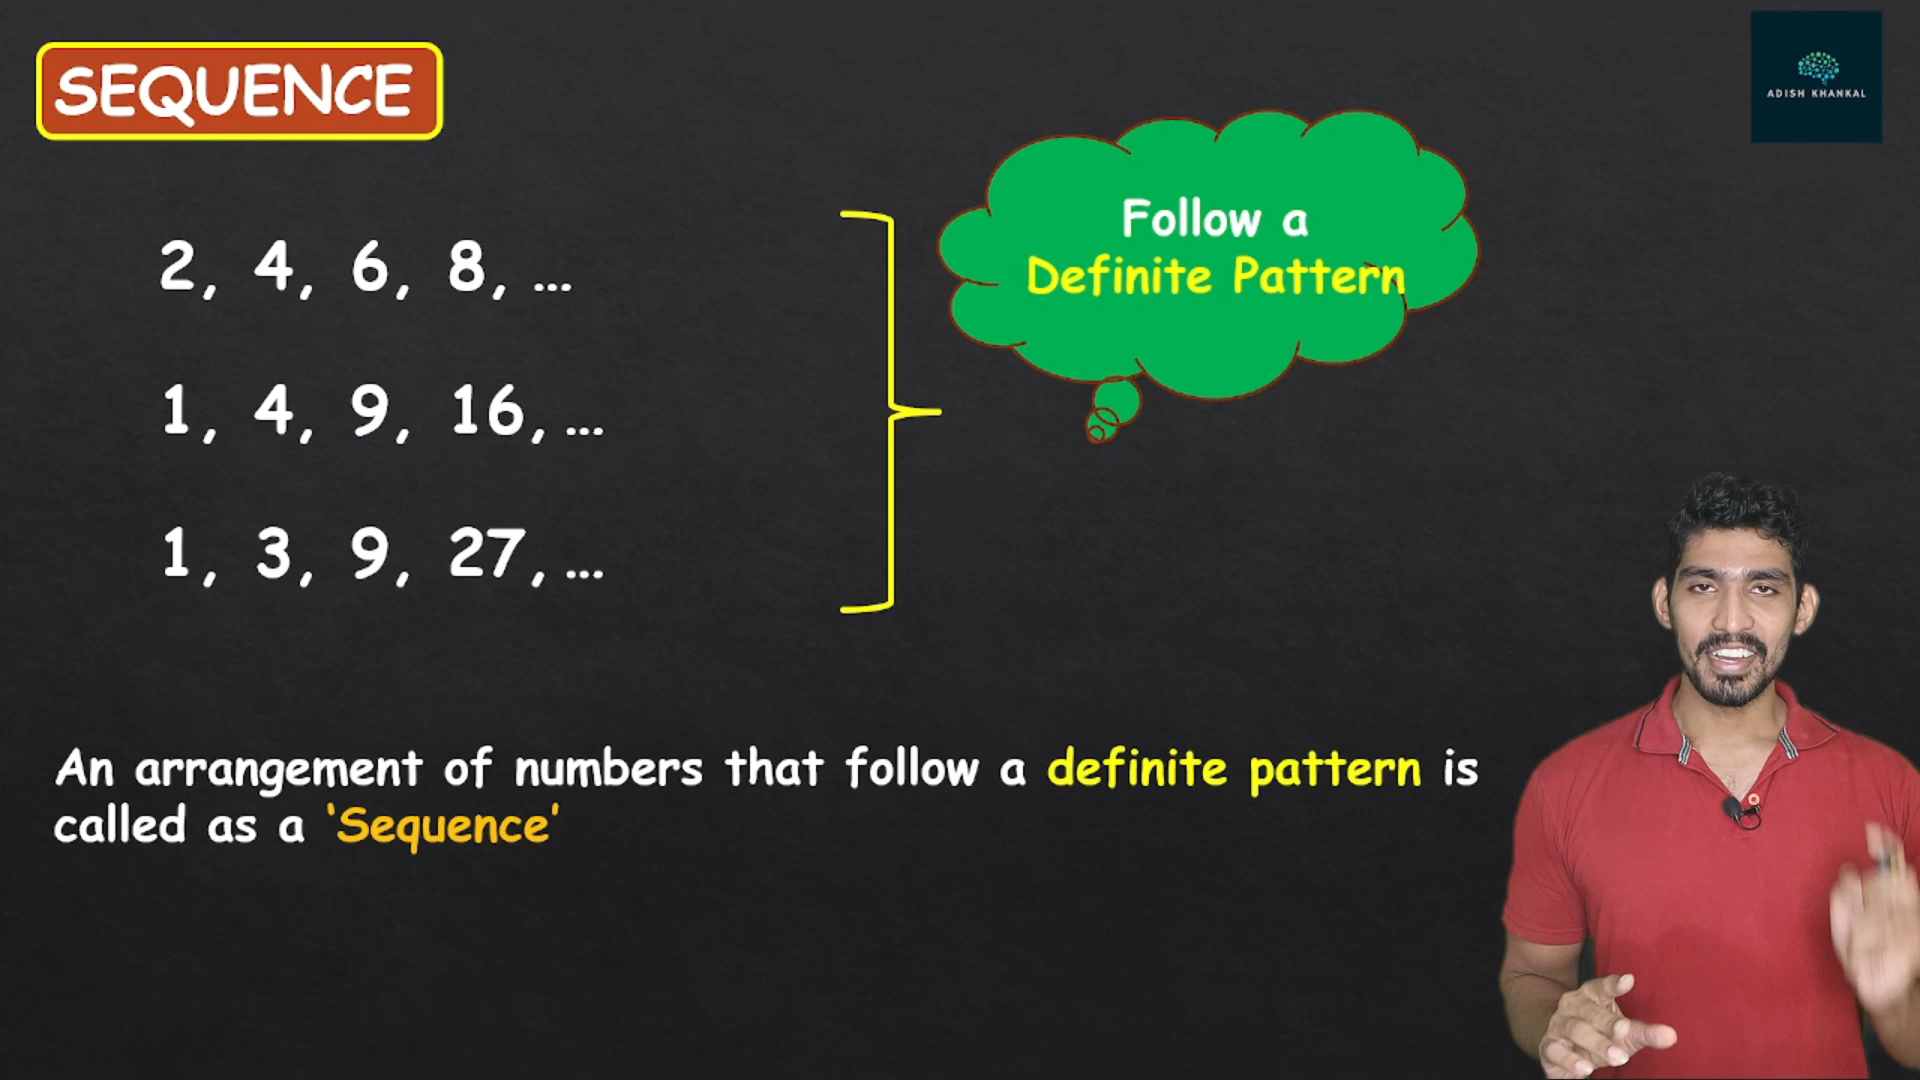 SEQUENCE
ADISH KHANKAL
Follow a
Definite Pattern
2, 4, 6, 8, ...
1, 4, 9, 16, ...
1, 3, 9, 27, ...
An arrangement of numbers that follow a definite pattern is
called as a ‘Sequence’